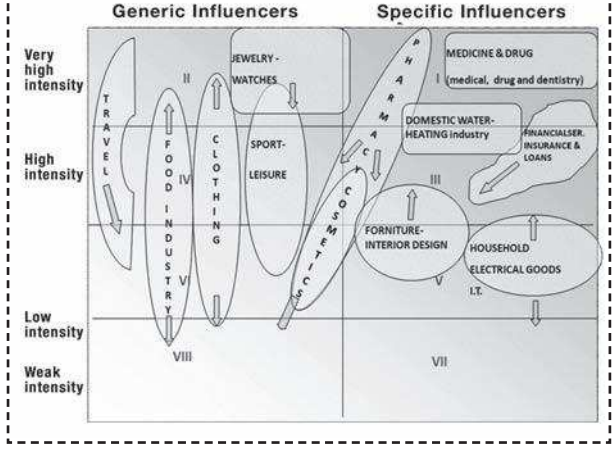 Generic Influencers
Specific Influencers
Very
high
intensity
High
intensity
Low
intensity
Weak
intensity
TRAVEL
II
FOOD INDUSTRY
IV
CLOTHING
JEWELRY -
WATCHES
SPORT-
LEISURE
V
VIII
PHARMACY
COSMETICS
I
MEDICINE & DRUG
(medical, drug and dentistry)
DOMESTIC WATER-
HEATING industry
FINANCIALSER.
INSURANCE &
LOANS
III
FORNITURE-
INTERIOR DESIGN
HOUSEHOLD
ELECTRICAL GOODS
I.T.
V
VII